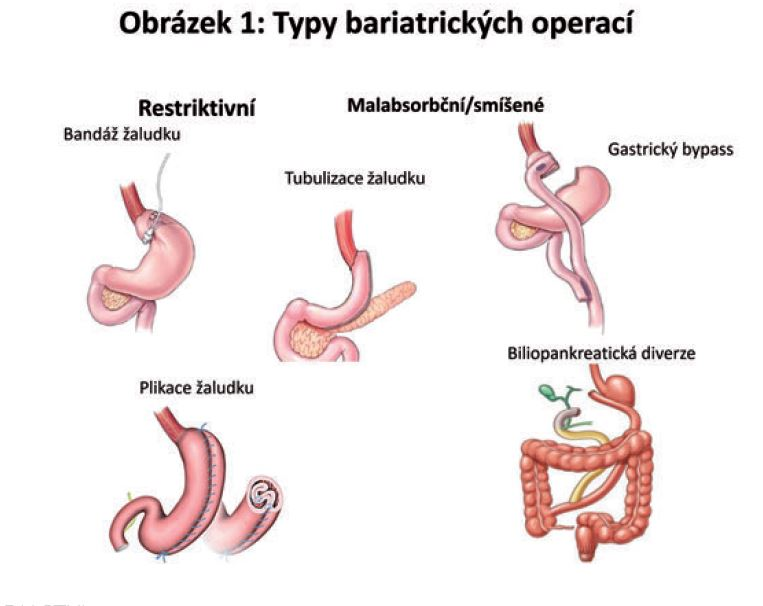 Obrázek 1: Typy bariatrických operací
Restriktivní
Malabsorbční/smíšené
Bandáž žaludku
Tubulizace žaludku
Gastrický bypass
Plikace žaludku
Biliopankreatická diverze